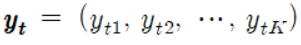 y_t = (y_{t1}, y_{t2}, ⋯, y_{tK})